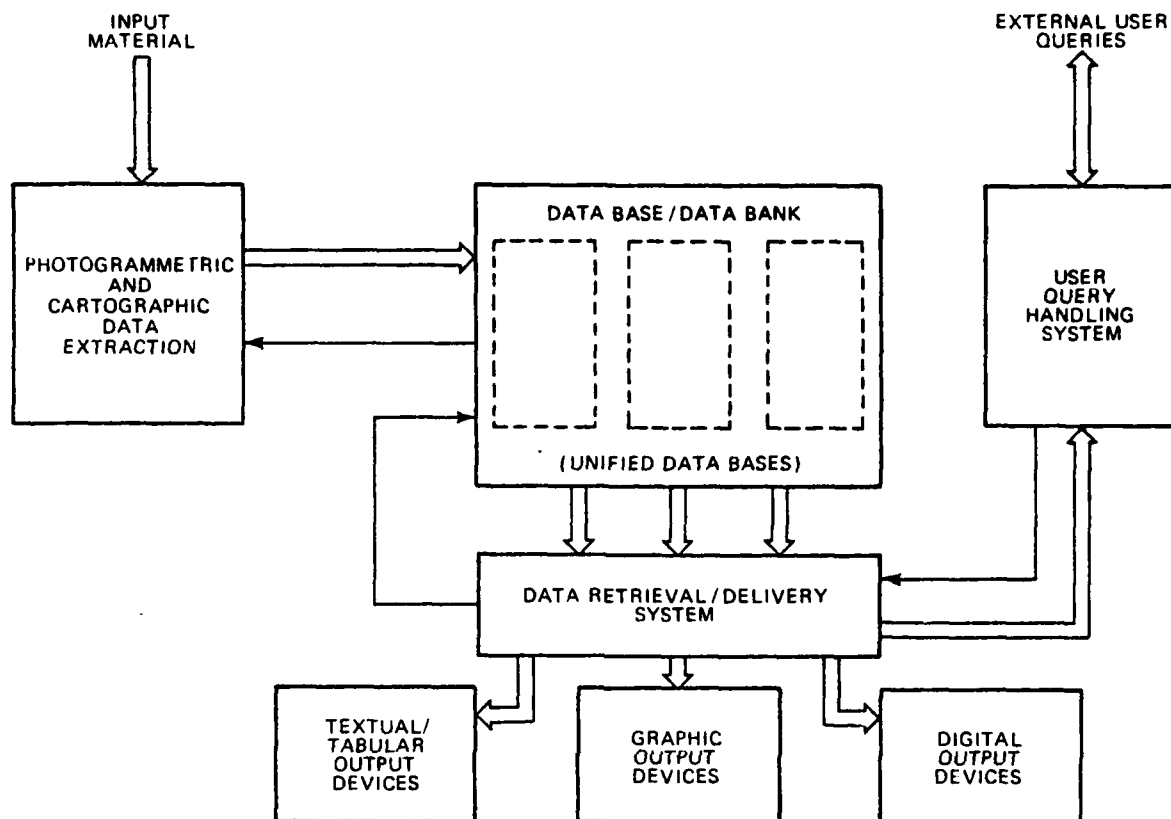 INPUT
MATERIAL
EXTERNAL USER
QUERIES
PHOTOGRAMMETRIC
AND
CARTOGRAPHIC
DATA
EXTRACTION
DATA BASE/DATA BANK
(UNIFIED DATA BASES)
USER
QUERY
HANDLING
SYSTEM
DATA RETRIEVAL/DELIVERY
SYSTEM
TEXTUAL/
TABULAR
OUTPUT
DEVICES
GRAPHIC
OUTPUT
DEVICES
DIGITAL
OUTPUT
DEVICES